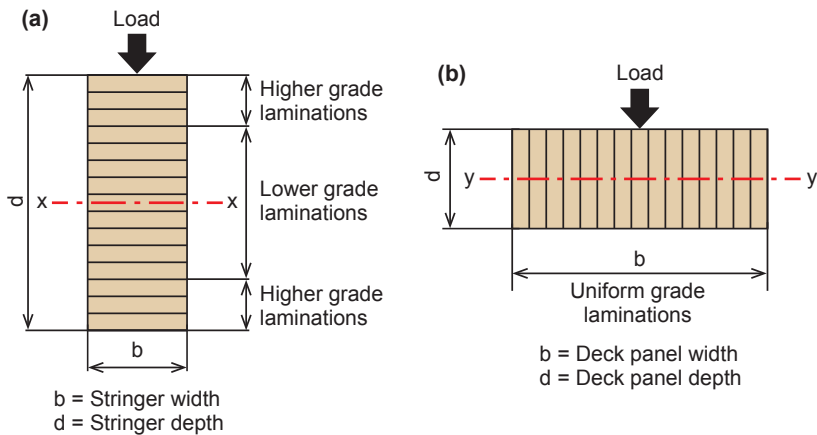 (a)
Load
Higher grade
laminations
d
x
x
Lower grade
laminations
Higher grade
laminations
b
b = Stringer width
d = Stringer depth
(b)
Load
d
y
y
b
Uniform grade
laminations
b = Deck panel width
d = Deck panel depth